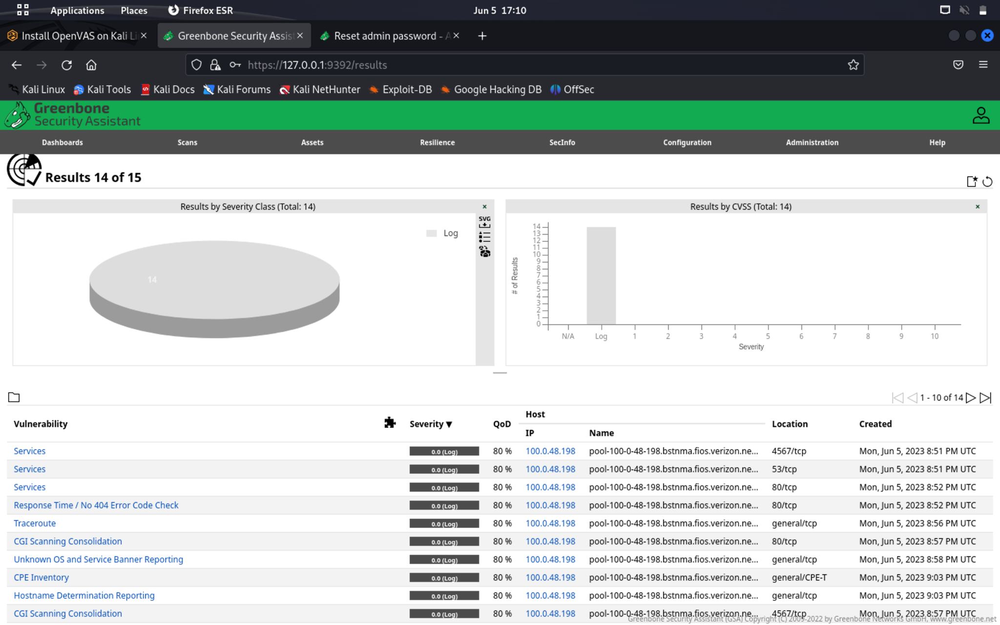 Applications Places Firefox ESR Jun 5 17:10
Install OpenVAS on Kali Li Greenbone Security Assis Reset admin password - A
https://127.0.0.1:9392/results
Kali Linux Kali Tools Kali Docs Kali Forums Kali NetHunter Exploit-DB Google Hacking DB OffSec
Greenbone
Security Assistant
Dashboards Scans Assets Resilience SecInfo Configuration Administration Help
Results 14 of 15
Results by Severity Class (Total: 14) ×
SVG
Log
14
Results by CVSS (Total: 14) ×
14
13
12
11
10
9
8
7
6
5
4
3
2
1
0
# of Results
N/A Log 1 2 3 4 5 6 7 8 9 10
Severity
1 - 10 of 14
Vulnerability Severity ▼ QoD Host Location Created
IP Name
Services 0.0 (Log) 80 % 100.0.48.198 pool-100-0-48-198.bstnma.fios.verizon.ne... 4567/tcp Mon, Jun 5, 2023 8:51 PM UTC
Services 0.0 (Log) 80 % 100.0.48.198 pool-100-0-48-198.bstnma.fios.verizon.ne... 53/tcp Mon, Jun 5, 2023 8:51 PM UTC
Services 0.0 (Log) 80 % 100.0.48.198 pool-100-0-48-198.bstnma.fios.verizon.ne... 80/tcp Mon, Jun 5, 2023 8:52 PM UTC
Response Time / No 404 Error Code Check 0.0 (Log) 80 % 100.0.48.198 pool-100-0-48-198.bstnma.fios.verizon.ne... 80/tcp Mon, Jun 5, 2023 8:52 PM UTC
Traceroute 0.0 (Log) 80 % 100.0.48.198 pool-100-0-48-198.bstnma.fios.verizon.ne... general/tcp Mon, Jun 5, 2023 8:56 PM UTC
CGI Scanning Consolidation 0.0 (Log) 80 % 100.0.48.198 pool-100-0-48-198.bstnma.fios.verizon.ne... 80/tcp Mon, Jun 5, 2023 8:57 PM UTC
Unknown OS and Service Banner Reporting 0.0 (Log) 80 % 100.0.48.198 pool-100-0-48-198.bstnma.fios.verizon.ne... general/tcp Mon, Jun 5, 2023 8:58 PM UTC
CPE Inventory 0.0 (Log) 80 % 100.0.48.198 pool-100-0-48-198.bstnma.fios.verizon.ne... general/CPE-T Mon, Jun 5, 2023 9:03 PM UTC
Hostname Determination Reporting 0.0 (Log) 80 % 100.0.48.198 pool-100-0-48-198.bstnma.fios.verizon.ne... general/tcp Mon, Jun 5, 2023 9:03 PM UTC
CGI Scanning Consolidation 0.0 (Log) 80 % 100.0.48.198 pool-100-0-48-198.bstnma.fios.verizon.ne... 4567/tcp Mon, Jun 5, 2023 8:57 PM UTC
Greenbone Security Assistant (GSA) Copyright (C) 2009-2022 by Greenbone Networks GmbH, www.greenbone.net